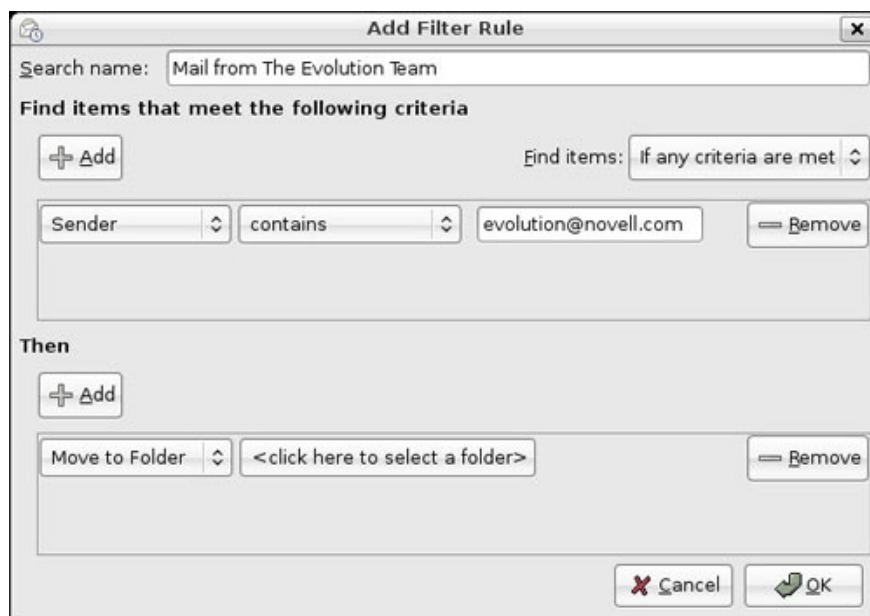 Add Filter Rule
Search name: Mail from The Evolution Team
Find items that meet the following criteria
Add Find items: If any criteria are met
Sender contains evolution@novell.com Remove
Then
Add
Move to Folder <click here to select a folder> Remove
Cancel OK